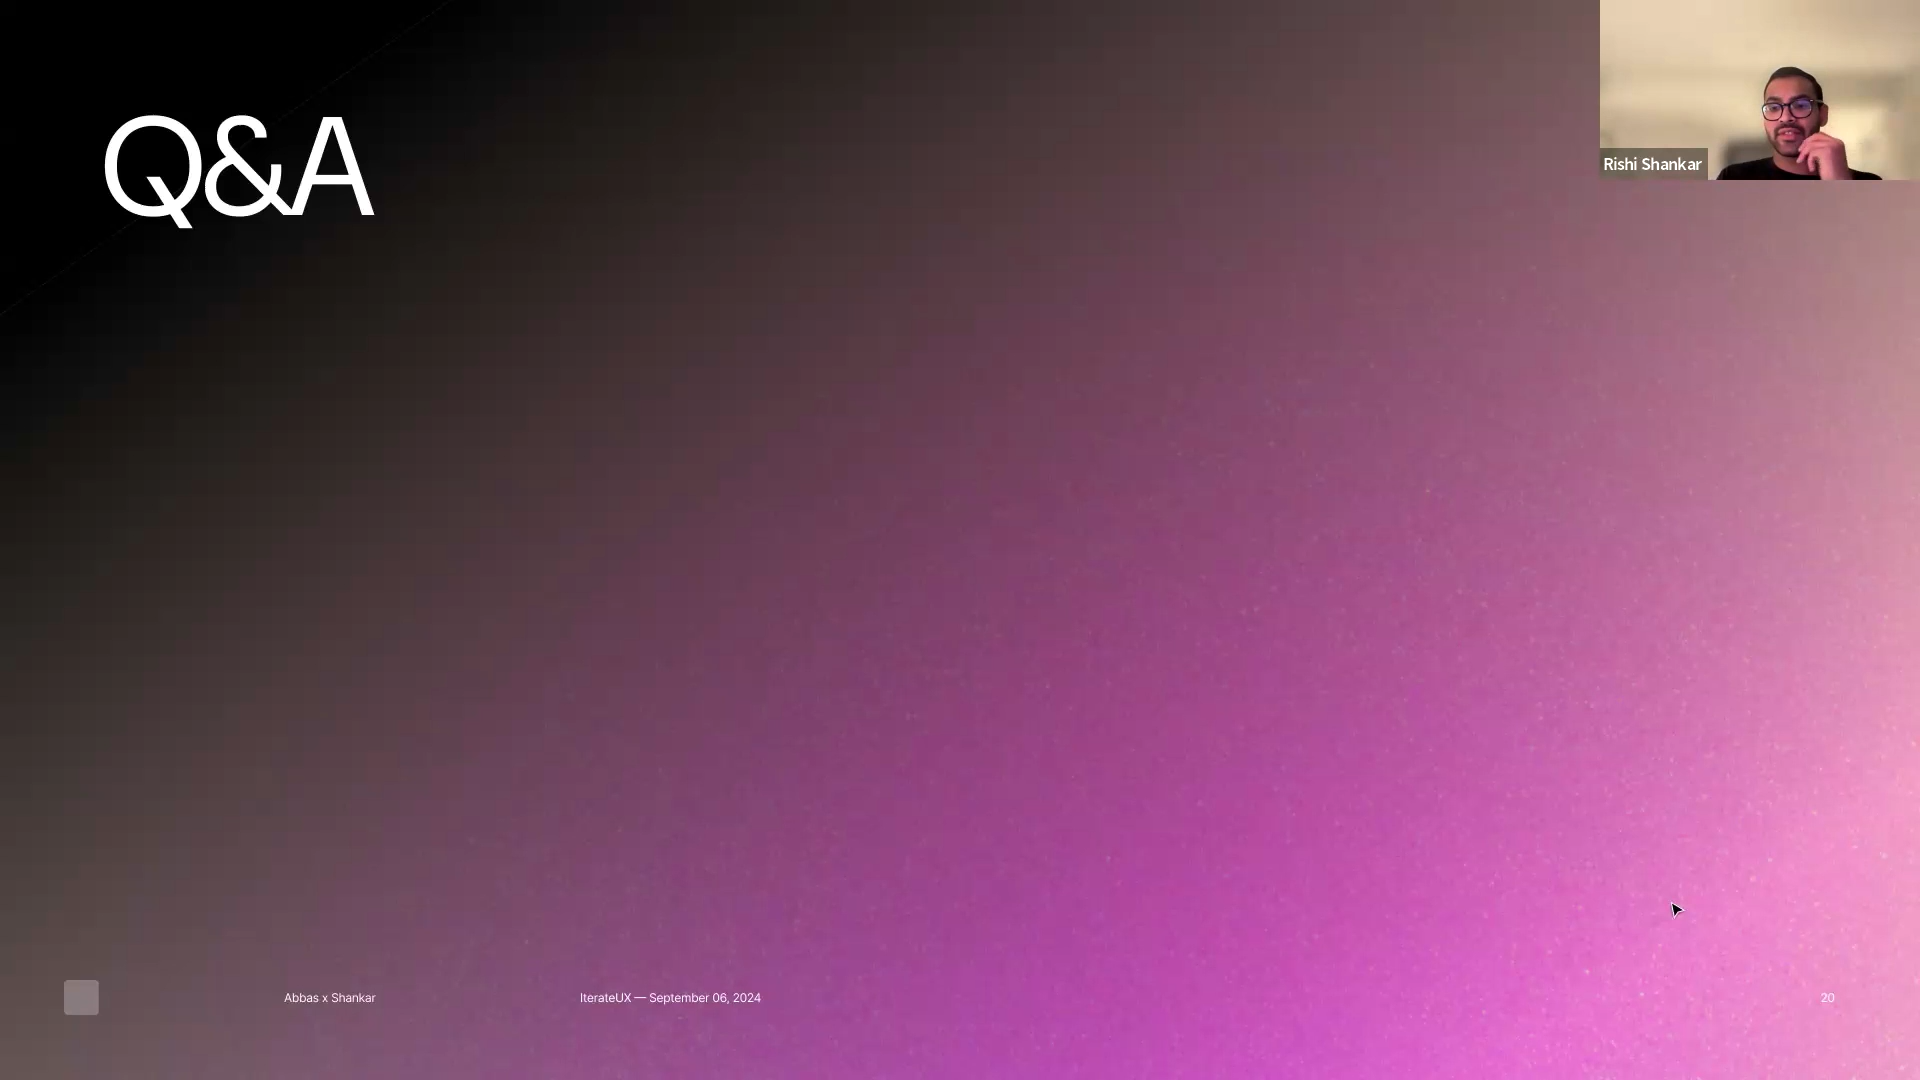 Q&A
Rishi Shankar
Abbas x Shankar
IterateUX — September 06, 2024
20